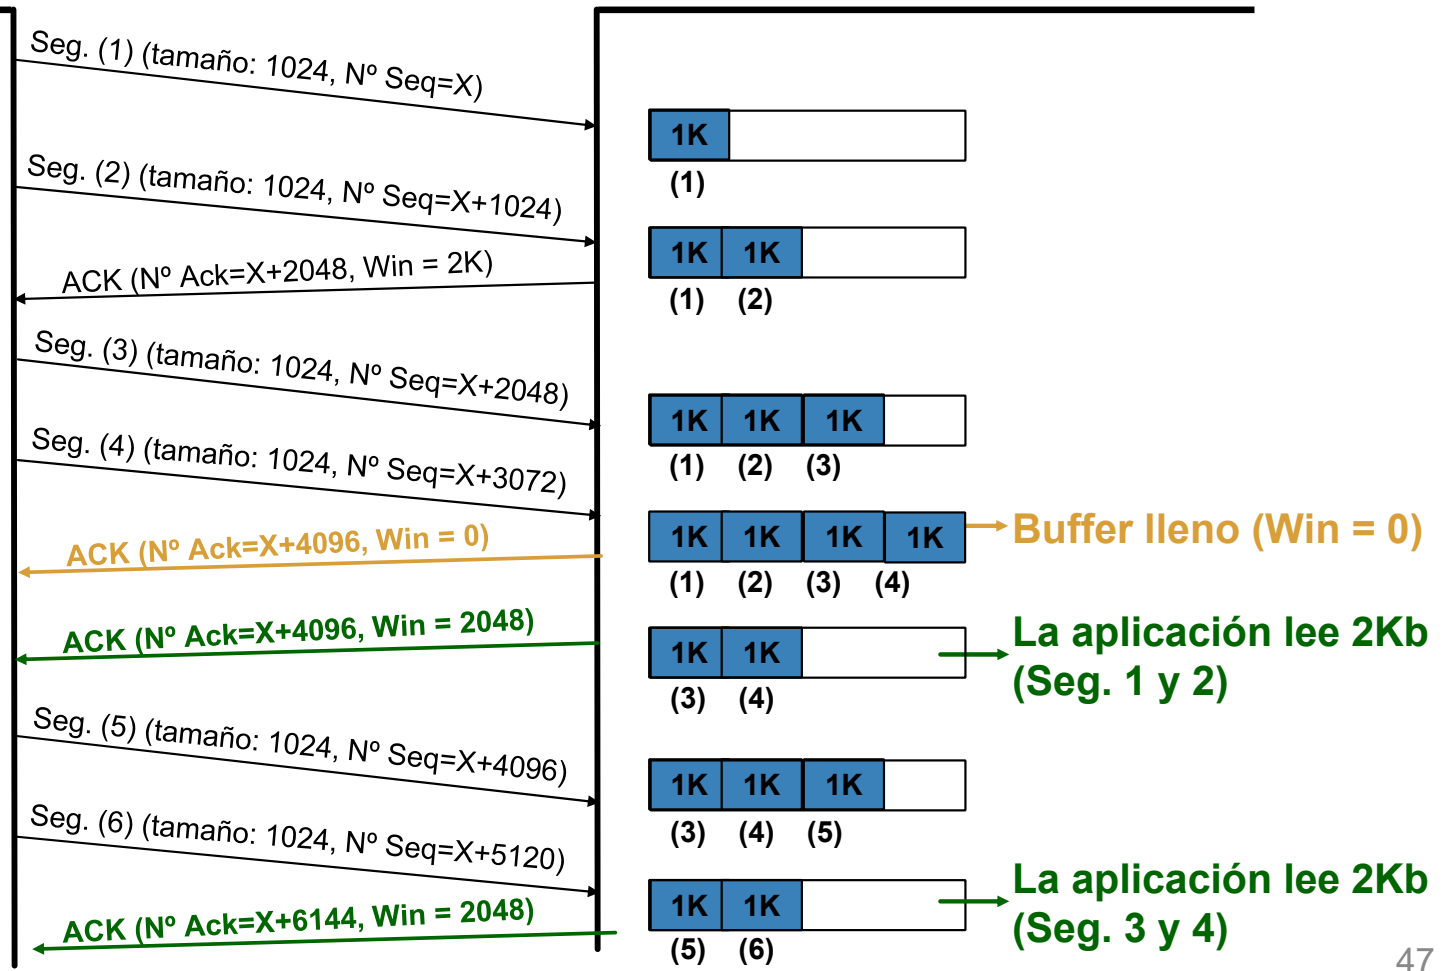 Seg. (1) (tamaño: 1024, Nº Seq=X)
1K
(1)
Seg. (2) (tamaño: 1024, Nº Seq=X+1024)
1K 1K
(1) (2)
ACK (Nº Ack=X+2048, Win = 2K)
Seg. (3) (tamaño: 1024, Nº Seq=X+2048)
1K 1K 1K
(1) (2) (3)
Seg. (4) (tamaño: 1024, Nº Seq=X+3072)
1K 1K 1K 1K
(1) (2) (3) (4)
Buffer lleno (Win = 0)
ACK (Nº Ack=X+4096, Win = 0)
ACK (Nº Ack=X+4096, Win = 2048)
1K 1K
(3) (4)
La aplicación lee 2Kb
(Seg. 1 y 2)
Seg. (5) (tamaño: 1024, Nº Seq=X+4096)
1K 1K 1K
(3) (4) (5)
Seg. (6) (tamaño: 1024, Nº Seq=X+5120)
1K 1K
(5) (6)
La aplicación lee 2Kb
(Seg. 3 y 4)
ACK (Nº Ack=X+6144, Win = 2048)
47